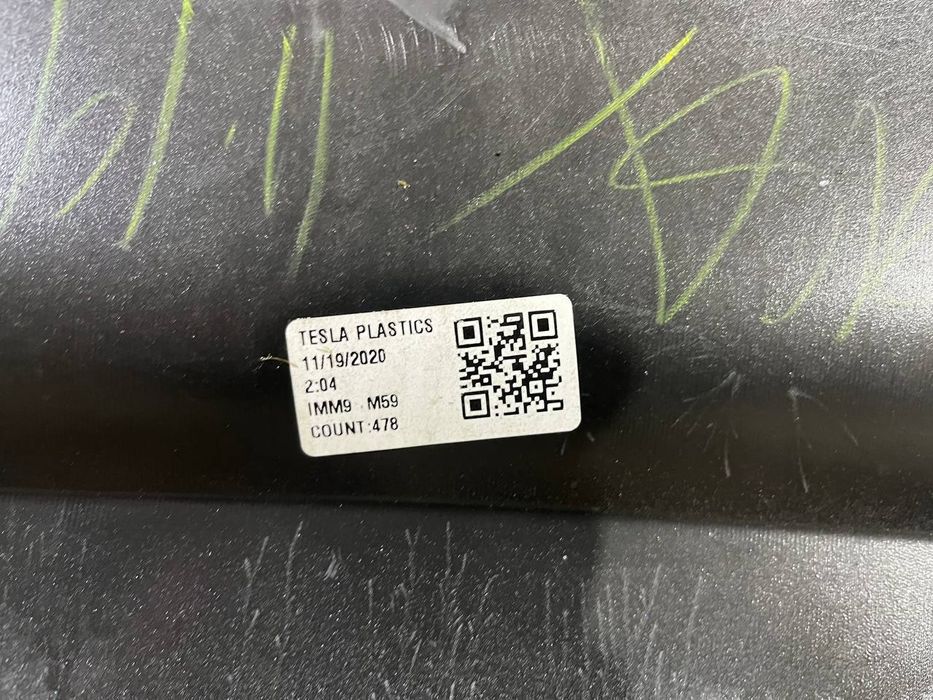 TESLA PLASTICS
11/19/2020
2:04
IMM9 M59
COUNT:478